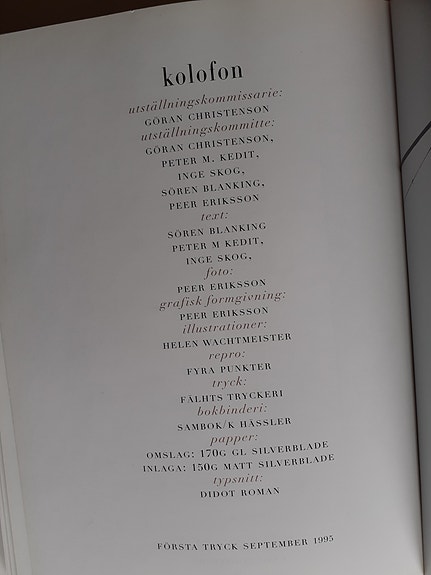 kolofon
utställningskommissarie:
GÖRAN CHRISTENSON
utställningskommitte:
GÖRAN CHRISTENSON,
PETER M. KEDIT,
INGE SKOG,
SÖREN BLANKING,
PEER ERIKSSON
text:
SÖREN BLANKING
PETER M KEDIT,
INGE SKOG,
foto:
PEER ERIKSSON
grafisk formgivning:
PEER ERIKSSON
illustrationer:
HELEN WACHTMEISTER
repro:
FYRA PUNKTER
tryck:
FÄLHTS TRYCKERI
bokbinderi:
SAMBOK/K HÄSSLER
papper:
OMSLAG: 170G GL SILVERBLADE
INLAGA: 150G MATT SILVERBLADE
typsnitt:
DIDOT ROMAN
FÖRSTA TRYCK SEPTEMBER 1995